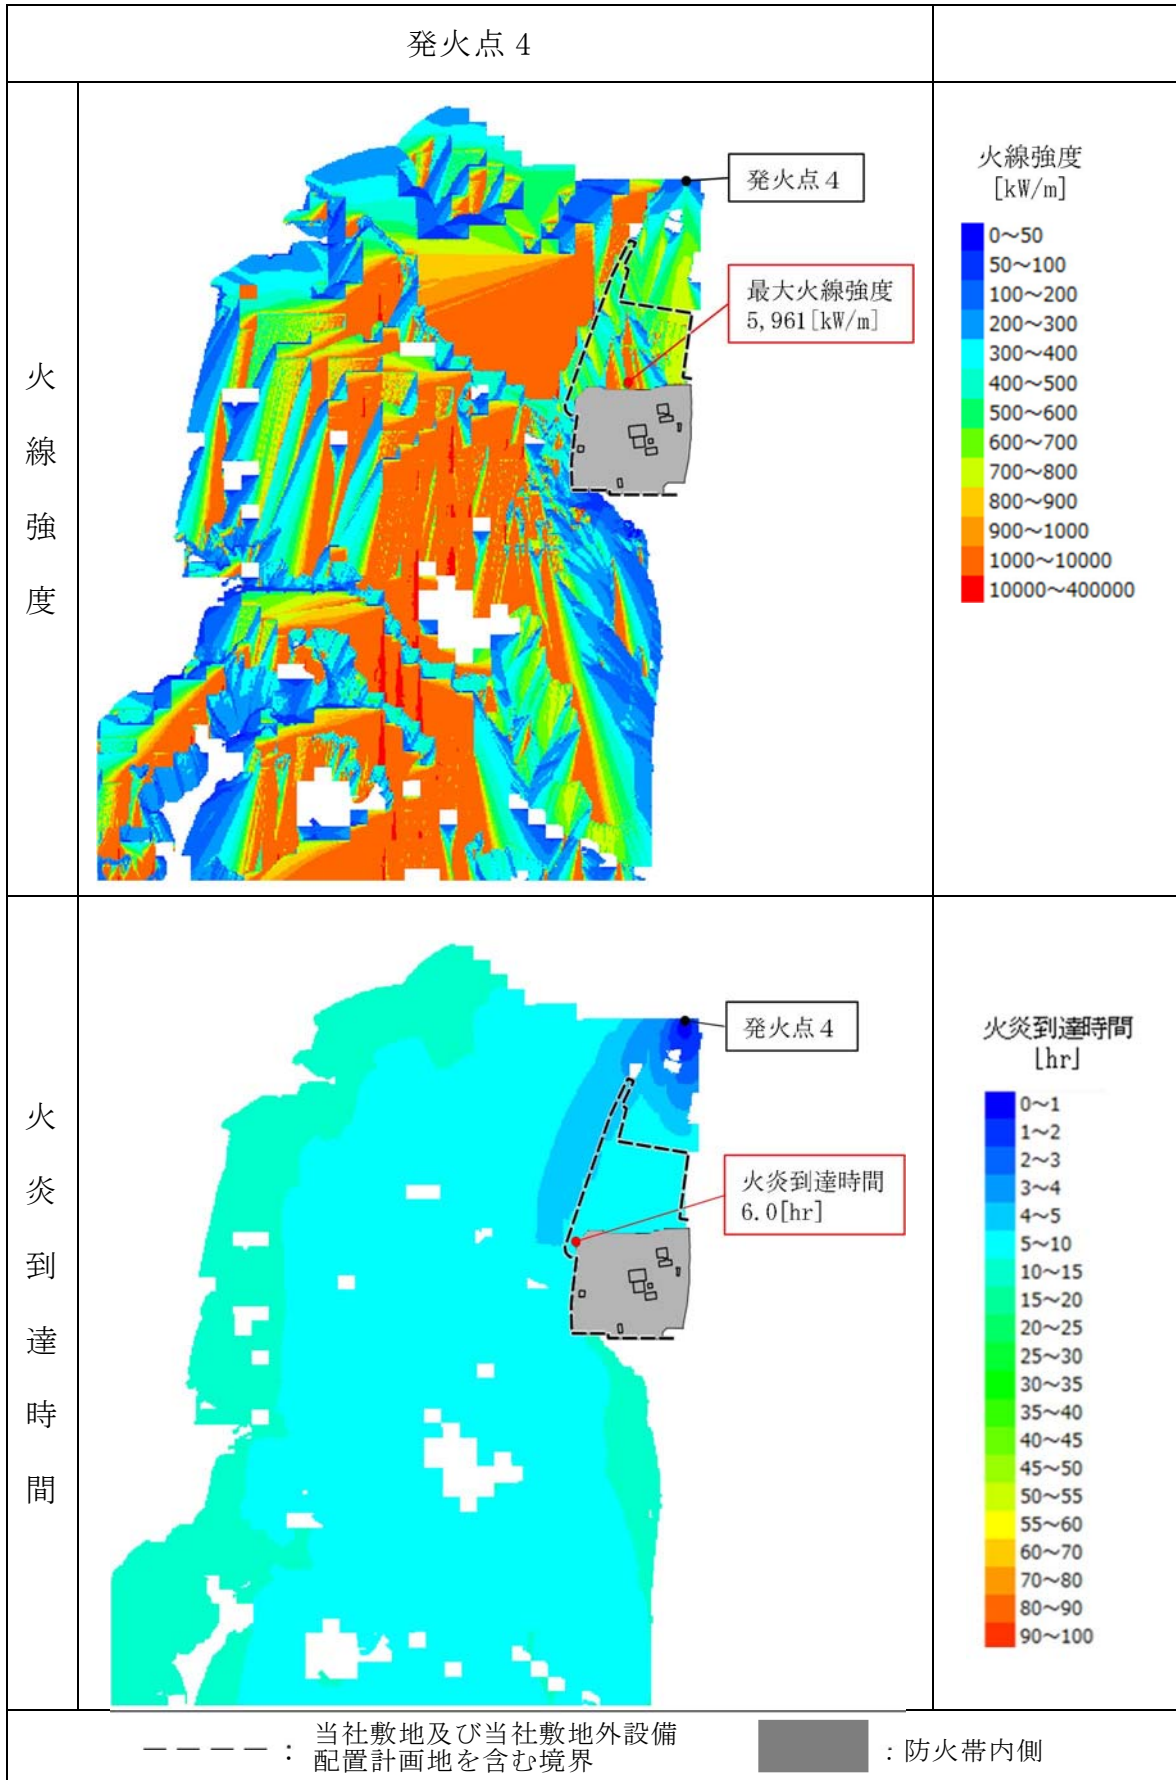 発火点 4
火線強度
発火点 4
最大火線強度
5,961[kW/m]
火線強度
[kW/m]
0～50
50～100
100～200
200～300
300～400
400～500
500～600
600～700
700～800
800～900
900～1000
1000～10000
10000～400000
火炎到達時間
発火点 4
火炎到達時間
6.0[hr]
火炎到達時間
[hr]
0～1
1～2
2～3
3～4
4～5
5～10
10～15
15～20
20～25
25～30
30～35
35～40
40～45
45～50
50～55
55～60
60～70
70～80
80～90
90～100
：当社敷地及び当社敷地外設備
配置計画地を含む境界
：防火帯内側